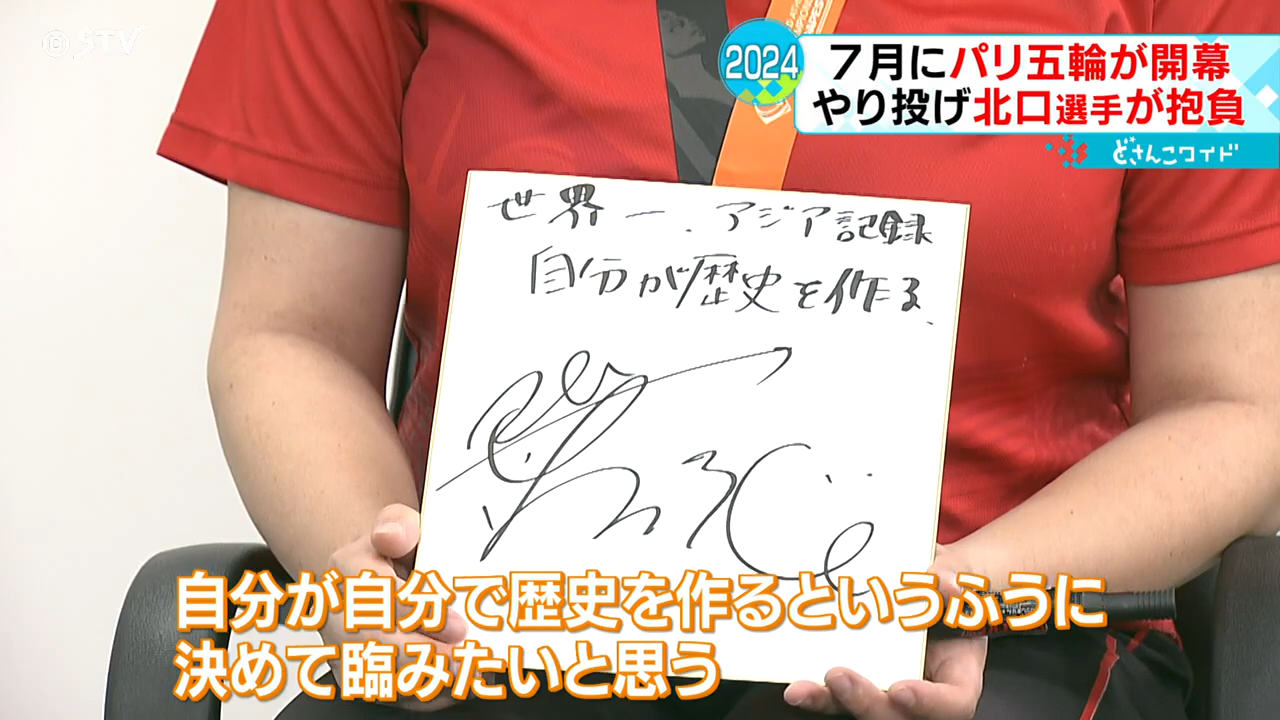 STV
2024
７月にパリ五輪が開幕
やり投げ北口選手が抱負
どさんこワイド
世界一、アジア記録
自分が歴史を作る、
自分が自分で歴史を作るというふうに
決めて臨みたいと思う